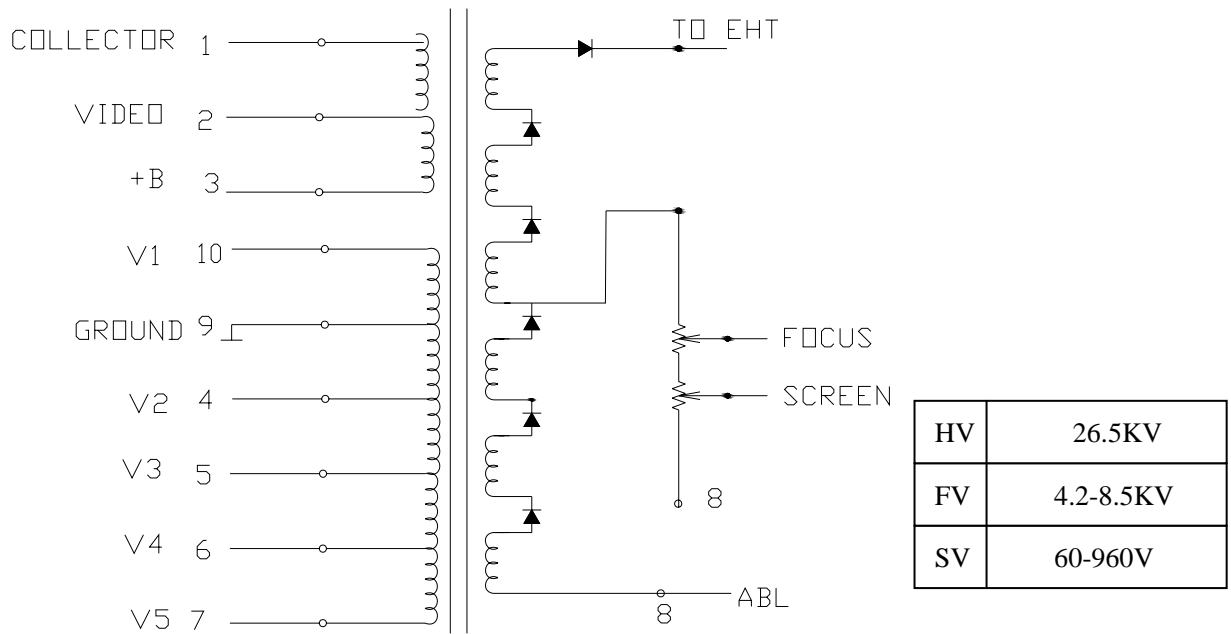 COLLECTOR 1
VIDEO 2
+B 3
V1 10
GROUND 9
V2 4
V3 5
V4 6
V5 7
TO EHT
FOCUS
SCREEN
8
ABL
8
HV 26.5KV
FV 4.2-8.5KV
SV 60-960V